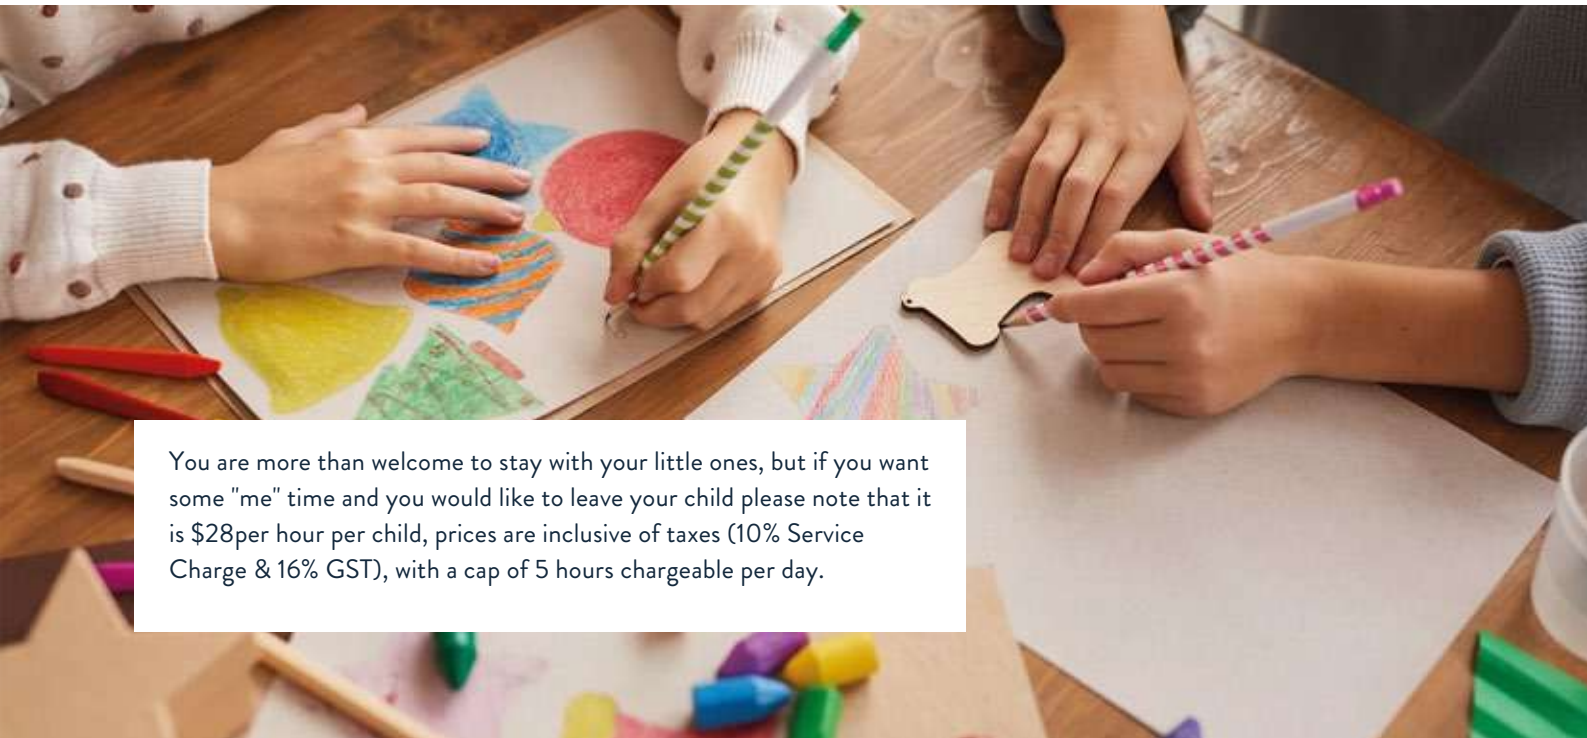 You are more than welcome to stay with your little ones, but if you want
some "me" time and you would like to leave your child please note that it
is $28per hour per child, prices are inclusive of taxes (10% Service
Charge & 16% GST), with a cap of 5 hours chargeable per day.